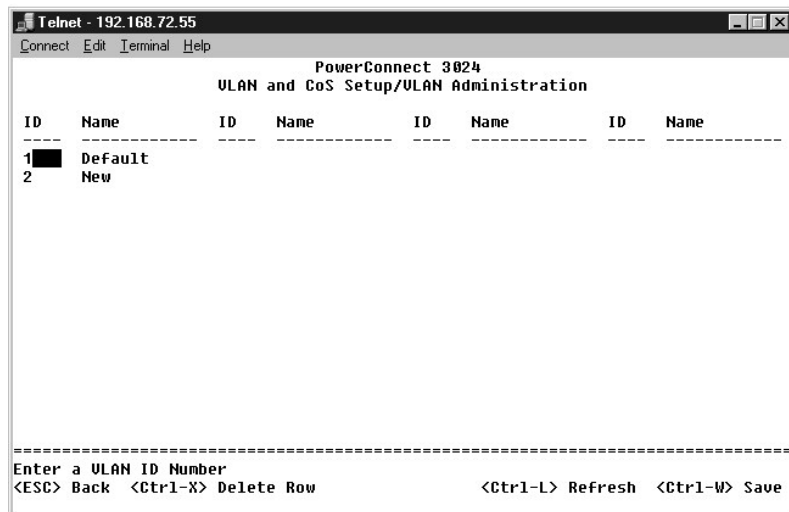 Telnet - 192.168.72.55
Connect Edit Terminal Help
PowerConnect 3024
VLAN and CoS Setup/VLAN Administration
ID Name ID Name ID Name ID Name
---- ------------ ---- ------------ ---- ------------ ---- ------------
1 Default
2 New
================================================================================
Enter a VLAN ID Number
<ESC> Back <Ctrl-X> Delete Row <Ctrl-L> Refresh <Ctrl-W> Save